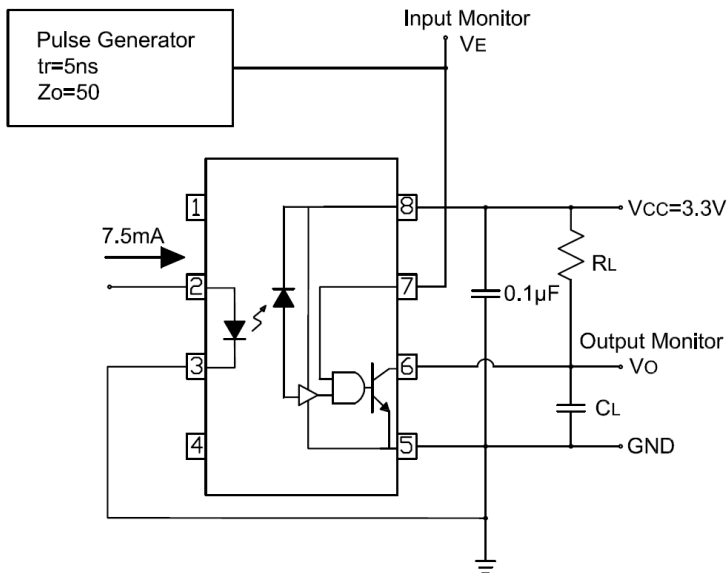 Input Monitor
VE
Pulse Generator
tr=5ns
Zo=50
1
8
VCC=3.3V
7.5mA
RL
2
7
0.1µF
Output Monitor
3
6
VO
CL
4
5
GND